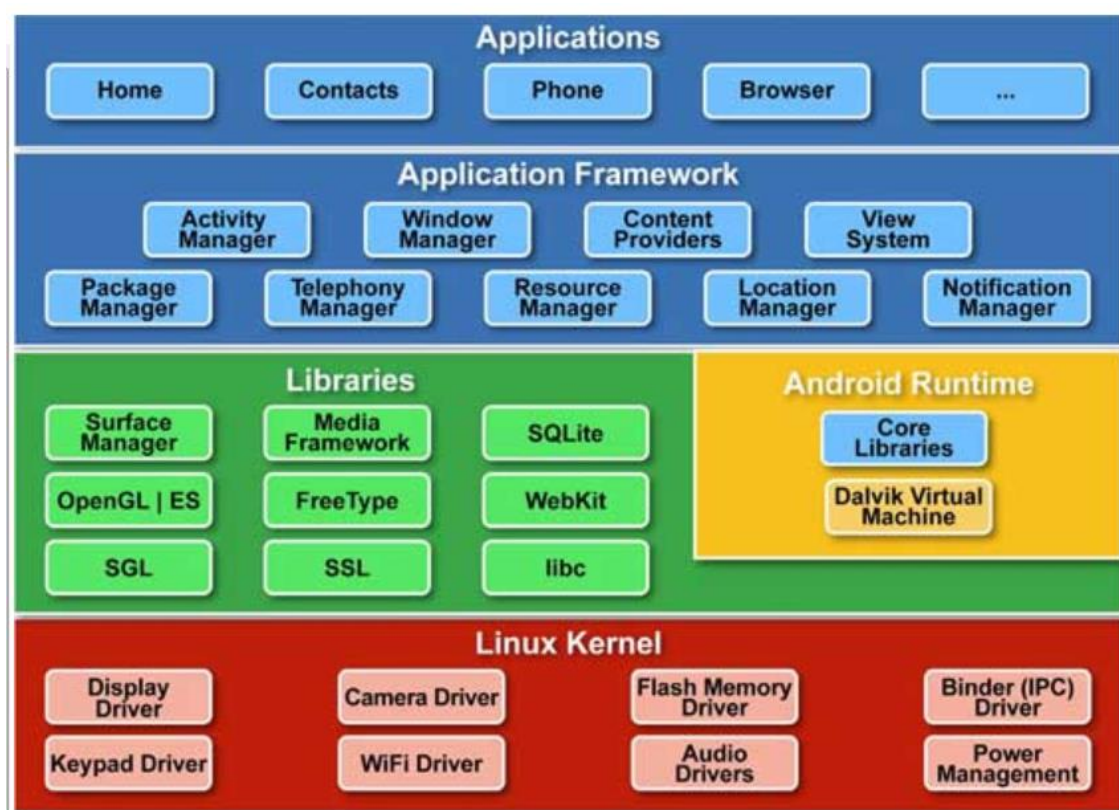 Applications
Home
Contacts
Phone
Browser
...
Application Framework
Activity
Manager
Window
Manager
Content
Providers
View
System
Package
Manager
Telephony
Manager
Resource
Manager
Location
Manager
Notification
Manager
Libraries
Surface
Manager
Media
Framework
SQLite
OpenGL | ES
FreeType
WebKit
SGL
SSL
libc
Android Runtime
Core
Libraries
Dalvik Virtual
Machine
Linux Kernel
Display
Driver
Camera Driver
Flash Memory
Driver
Binder (IPC)
Driver
Keypad Driver
WiFi Driver
Audio
Drivers
Power
Management